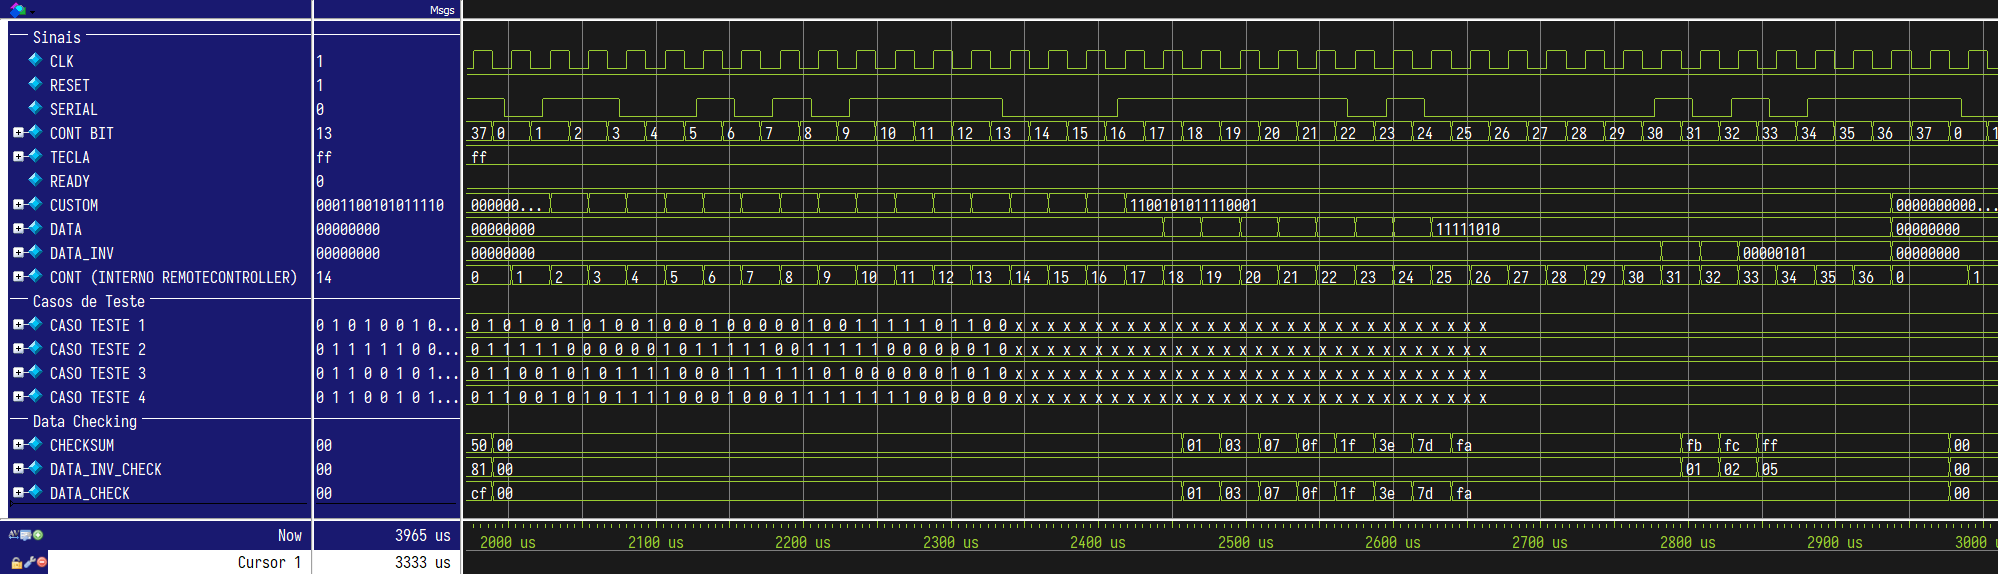 Msgs
Sinais
CLK 1
RESET 1
SERIAL 0
CONT BIT 13 37 0 1 2 3 4 5 6 7 8 9 10 11 12 13 14 15 16 17 18 19 20 21 22 23 24 25 26 27 28 29 30 31 32 33 34 35 36 37 0 1
TECLA ff ff
READY 0
CUSTOM 0001100101011110 000000... 1100101011110001 0000000000...
DATA 00000000 00000000 11111010 00000000
DATA_INV 00000000 00000000 00000101 00000000
CONT (INTERNO REMOTECONTROLLER) 14 0 1 2 3 4 5 6 7 8 9 10 11 12 13 14 15 16 17 18 19 20 21 22 23 24 25 26 27 28 29 30 31 32 33 34 35 36 0 1
Casos de Teste
CASO TESTE 1 0 1 0 1 0 0 1 0... 0 1 0 1 0 0 1 0 1 0 0 1 0 0 0 1 0 0 0 0 0 1 0 0 1 1 1 1 1 0 1 1 0 0 x x x x x x x x x x x x x x x x x x x x x x x x x
CASO TESTE 2 0 1 1 1 1 1 0 0... 0 1 1 1 1 1 0 0 0 0 0 0 1 0 1 1 1 1 1 0 0 1 1 1 1 1 0 0 0 0 0 0 1 0 x x x x x x x x x x x x x x x x x x x x x x x x x
CASO TESTE 3 0 1 1 0 0 1 0 1... 0 1 1 0 0 1 0 1 0 1 1 1 1 0 0 0 1 1 1 1 1 1 0 1 0 0 0 0 0 0 1 0 1 0 x x x x x x x x x x x x x x x x x x x x x x x x x
CASO TESTE 4 0 1 1 0 0 1 0 1... 0 1 1 0 0 1 0 1 0 1 1 1 1 0 0 0 1 0 0 0 1 1 1 1 1 1 1 0 0 0 0 0 0 0 x x x x x x x x x x x x x x x x x x x x x x x x x
Data Checking
CHECKSUM 00 50 00 01 03 07 0f 1f 3e 7d fa fb fc ff 00
DATA_INV_CHECK 00 81 00 01 02 05 00
DATA_CHECK 00 cf 00 01 03 07 0f 1f 3e 7d fa 00
Now 3965 us 2000 us 2100 us 2200 us 2300 us 2400 us 2500 us 2600 us 2700 us 2800 us 2900 us 3000
Cursor 1 3333 us